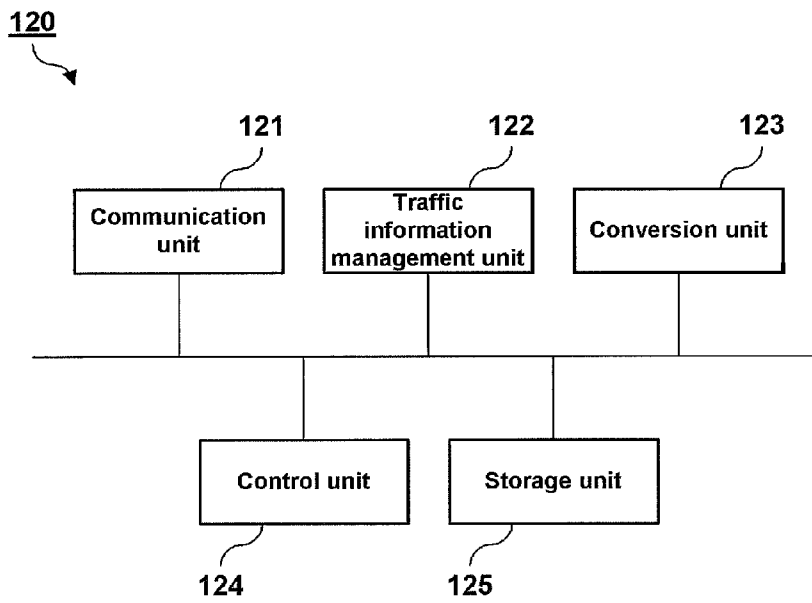 120
121
122
123
Communication
unit
Traffic
information
management unit
Conversion unit
Control unit
Storage unit
124
125